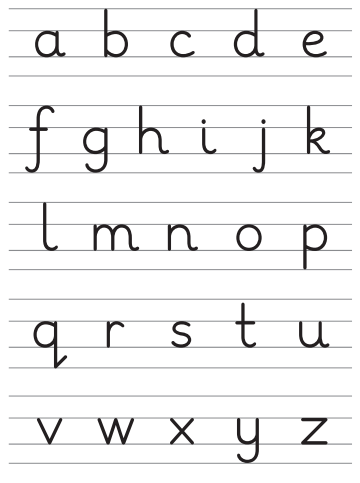 a b c d e
f g h i j k
l m n o p
q r s t u
v w x y z